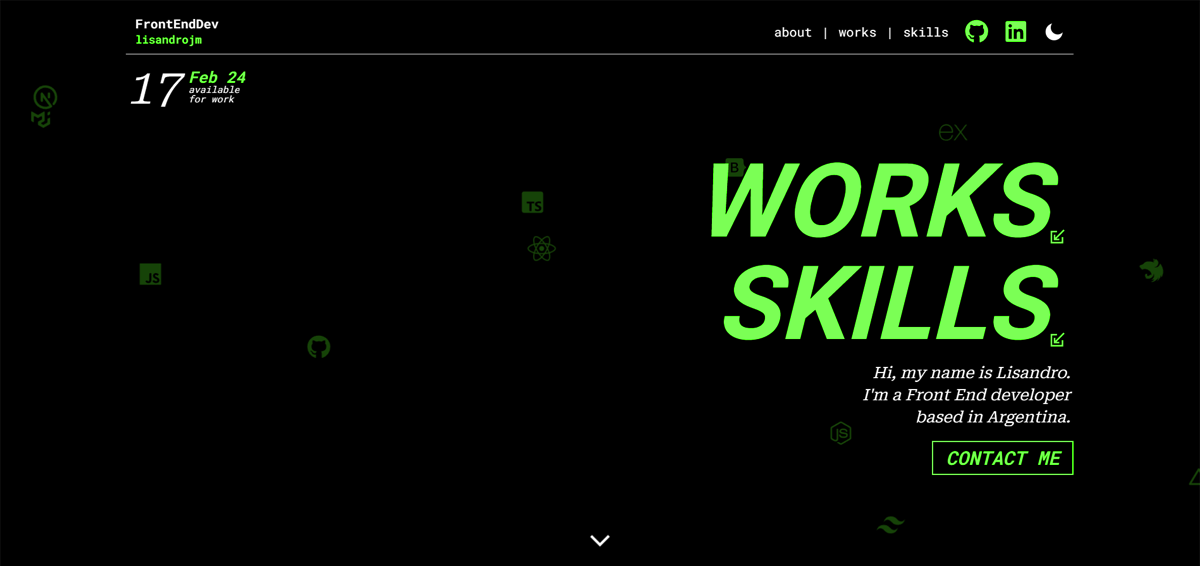 FrontEndDev
lisandrojm
about | works | skills
17 Feb 24
available
for work
N
ex
B
WORKS
TS
JS
SKILLS
Hi, my name is Lisandro.
I'm a Front End developer
based in Argentina.
JS
CONTACT ME